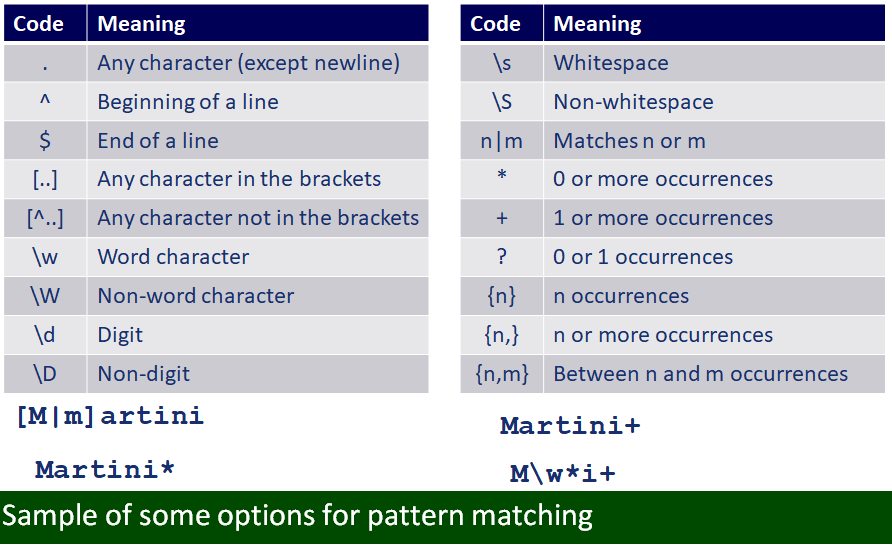 Code Meaning
. Any character (except newline)
^ Beginning of a line
$ End of a line
[..] Any character in the brackets
[^..] Any character not in the brackets
\w Word character
\W Non-word character
\d Digit
\D Non-digit
Code Meaning
\s Whitespace
\S Non-whitespace
n|m Matches n or m
* 0 or more occurrences
+ 1 or more occurrences
? 0 or 1 occurrences
{n} n occurrences
{n,} n or more occurrences
{n,m} Between n and m occurrences
[M|m]artini
Martini+
Martini*
M\w*i+
Sample of some options for pattern matching